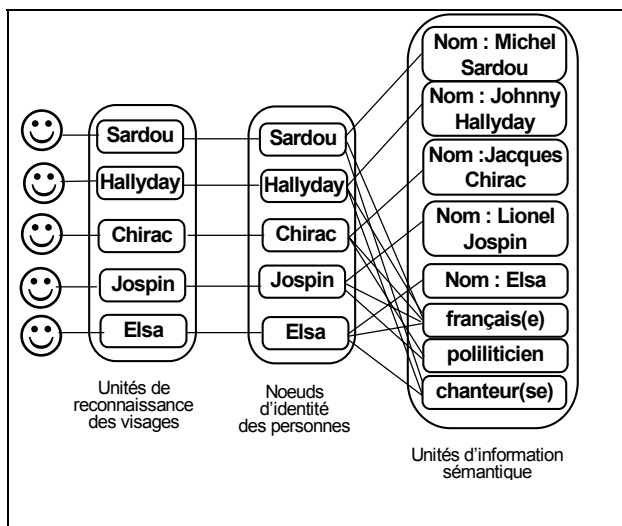 Sardou
Hallyday
Chirac
Jospin
Elsa
Unités de
reconnaissance
des visages
Sardou
Hallyday
Chirac
Jospin
Elsa
Noeuds
d'identité
des personnes
Nom : Michel
Sardou
Nom : Johnny
Hallyday
Nom :Jacques
Chirac
Nom : Lionel
Jospin
Nom : Elsa
français(e)
poliliticien
chanteur(se)
Unités d'information
sémantique